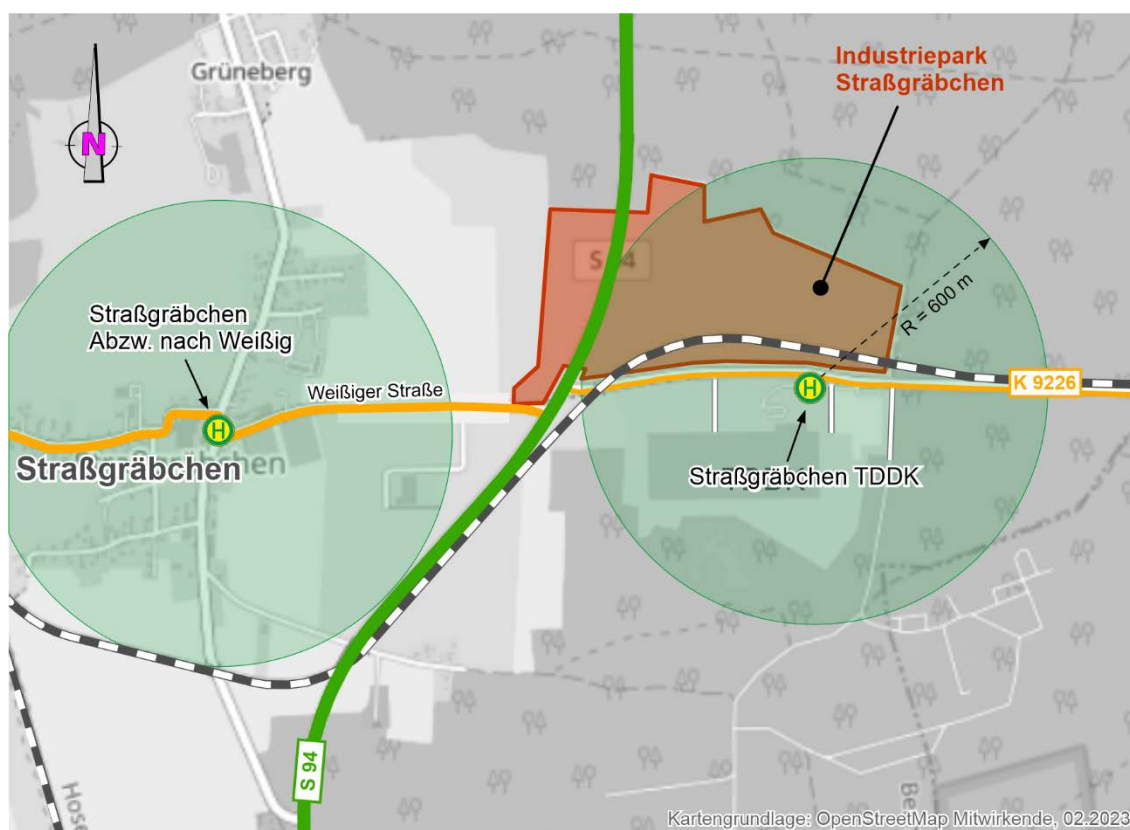 Grüneberg
Industriepark
Straßgräbchen
N
S 94
R = 600 m
Straßgräbchen
Abzw. nach Weißig
Weißiger Straße
K 9226
H
H
Straßgräbchen
Straßgräbchen TDDK
TDDK
S 94
Kartengrundlage: OpenStreetMap Mitwirkende, 02.2023